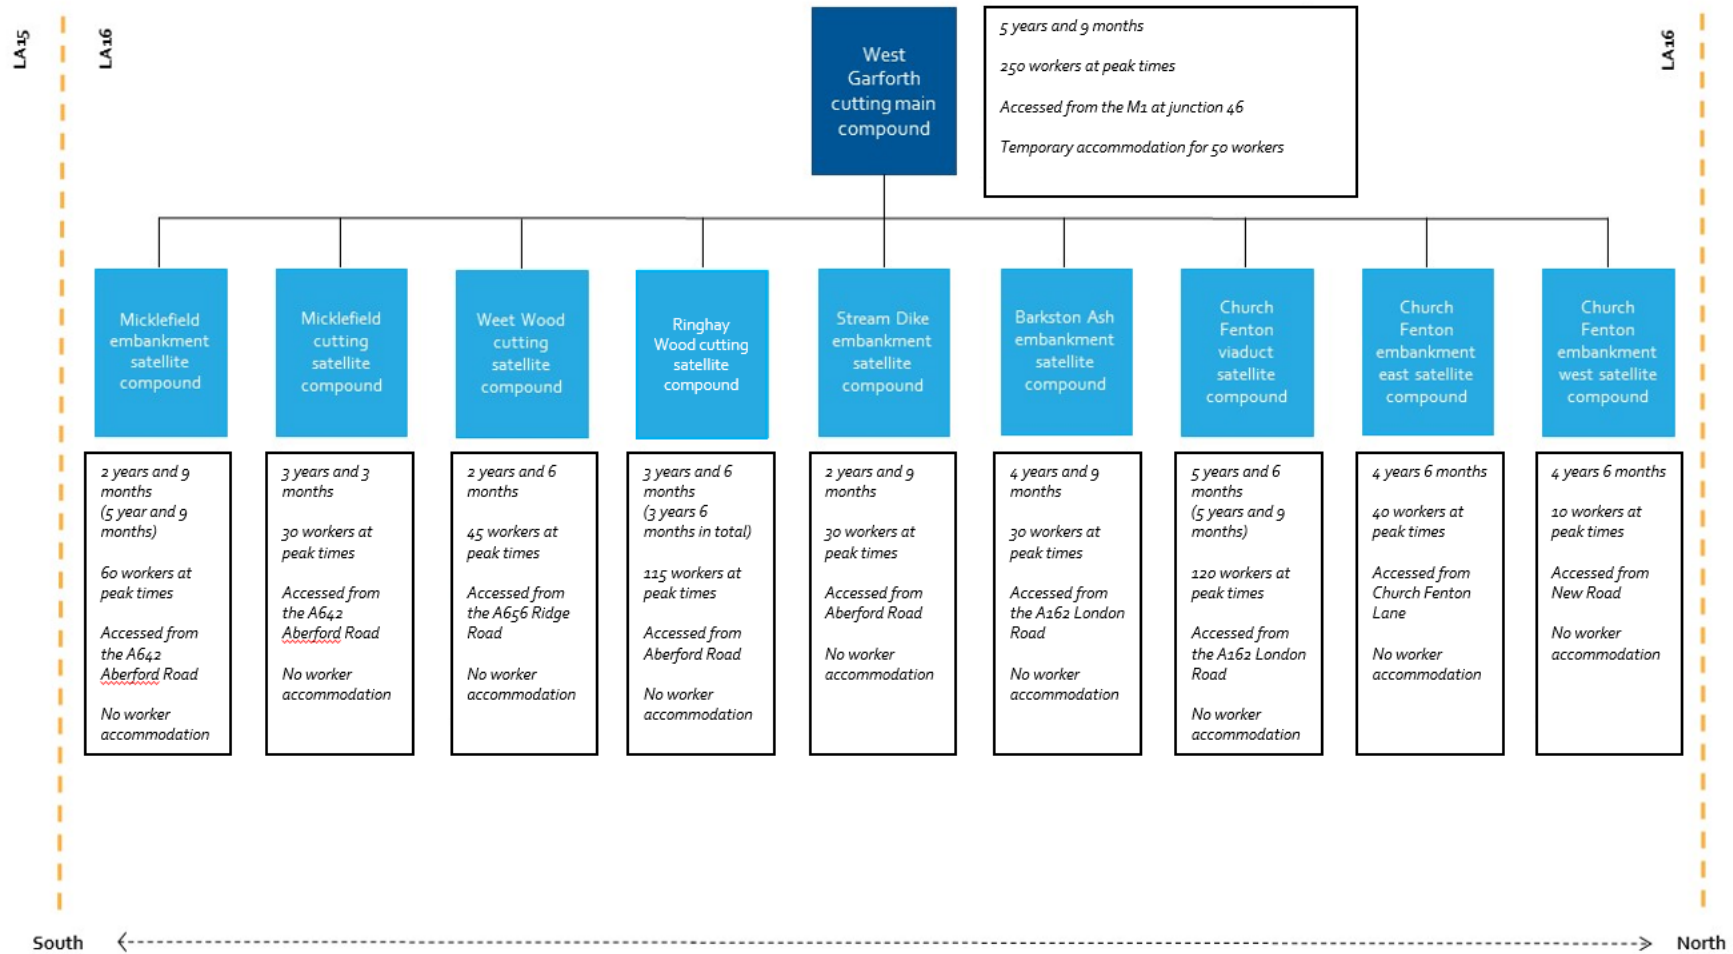 LA15
LA16
LA16
West
Garforth
cutting main
compound
5 years and 9 months
250 workers at peak times
Accessed from the M1 at junction 46
Temporary accommodation for 50 workers
Micklefield
embankment
satellite
compound
Micklefield
cutting
satellite
compound
Weet Wood
cutting
satellite
compound
Ringhay
Wood cutting
satellite
compound
Stream Dike
embankment
satellite
compound
Barkston Ash
embankment
satellite
compound
Church
Fenton
viaduct
satellite
compound
Church
Fenton
embankment
east satellite
compound
Church
Fenton
embankment
west satellite
compound
2 years and 9
months
(5 year and 9
months)
60 workers at
peak times
Accessed from
the A642
Aberford Road
No worker
accommodation
3 years and 3
months
30 workers at
peak times
Accessed from
the A642
Aberford Road
No worker
accommodation
2 years and 6
months
45 workers at
peak times
Accessed from
the A656 Ridge
Road
No worker
accommodation
3 years and 6
months
(3 years 6
months in total)
115 workers at
peak times
Accessed from
Aberford Road
No worker
accommodation
2 years and 9
months
30 workers at
peak times
Accessed from
Aberford Road
No worker
accommodation
4 years and 9
months
30 workers at
peak times
Accessed from
the A162 London
Road
No worker
accommodation
5 years and 6
months
(5 years and 9
months)
120 workers at
peak times
Accessed from
the A162 London
Road
No worker
accommodation
4 years 6 months
40 workers at
peak times
Accessed from
Church Fenton
Lane
No worker
accommodation
4 years 6 months
10 workers at
peak times
Accessed from
New Road
No worker
accommodation
South
North